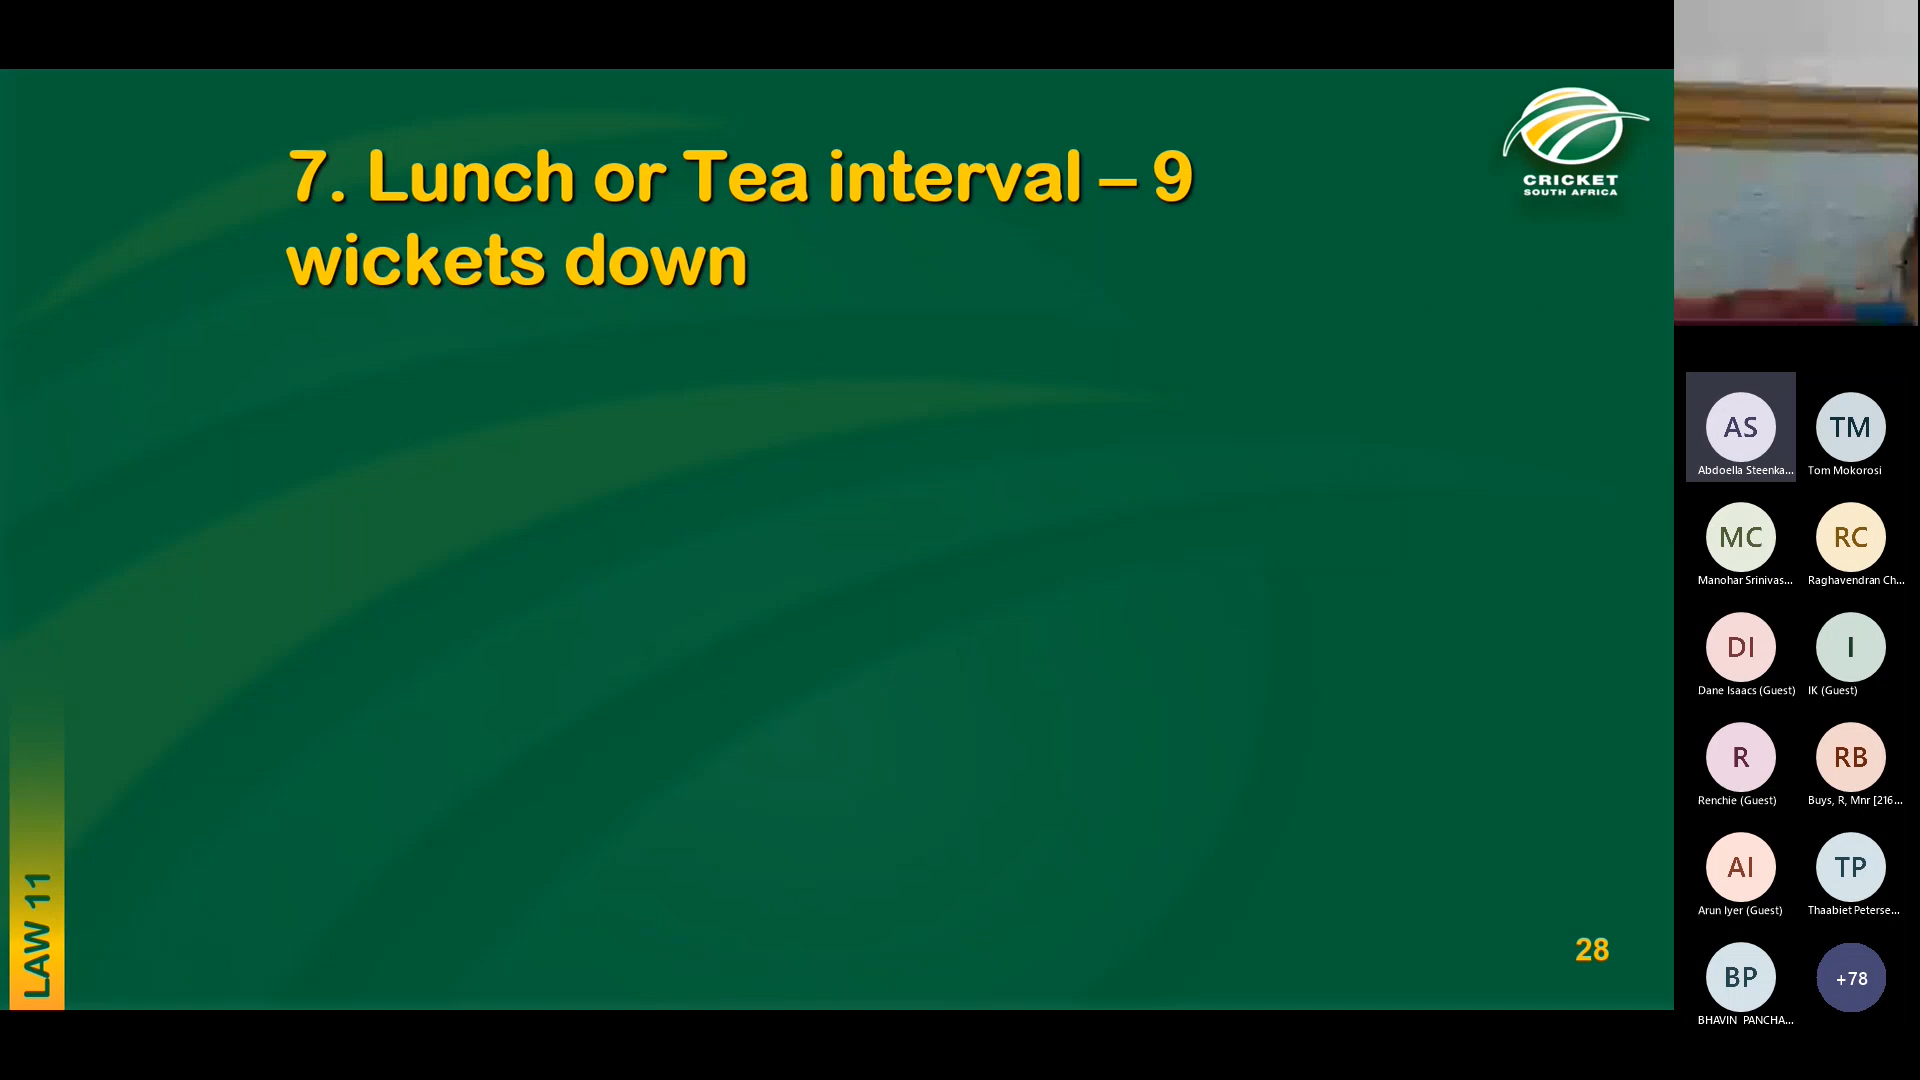 7. Lunch or Tea interval – 9
wickets down
CRICKET
SOUTH AFRICA
LAW 11
28
AS
Abdoella Steenka...
TM
Tom Mokorosi
MC
Manohar Srinivas...
RC
Raghavendran Ch...
DI
Dane Isaacs (Guest)
I
IK (Guest)
R
Renchie (Guest)
RB
Buys, R, Mnr [216...
AI
Arun Iyer (Guest)
TP
Thaabiet Peterse...
BP
BHAVIN PANCHA...
+78